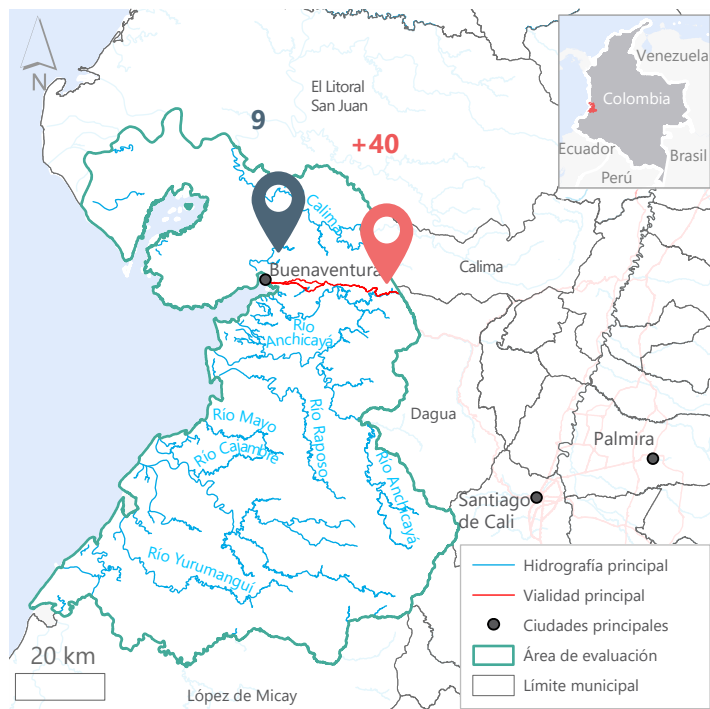 N
El Litoral
San Juan
9
+40
Venezuela
Colombia
Ecuador
Perú
Brasil
Calima
Buenaventura
Calima
Río
Anchicayá
Dagua
Río Mayo
Río Raposo
Río Cajambre
Río Anchicayá
Palmira
Santiago
de Cali
Río Yurumanguí
20 km
López de Micay
Hidrografía principal
Vialidad principal
Ciudades principales
Área de evaluación
Límite municipal